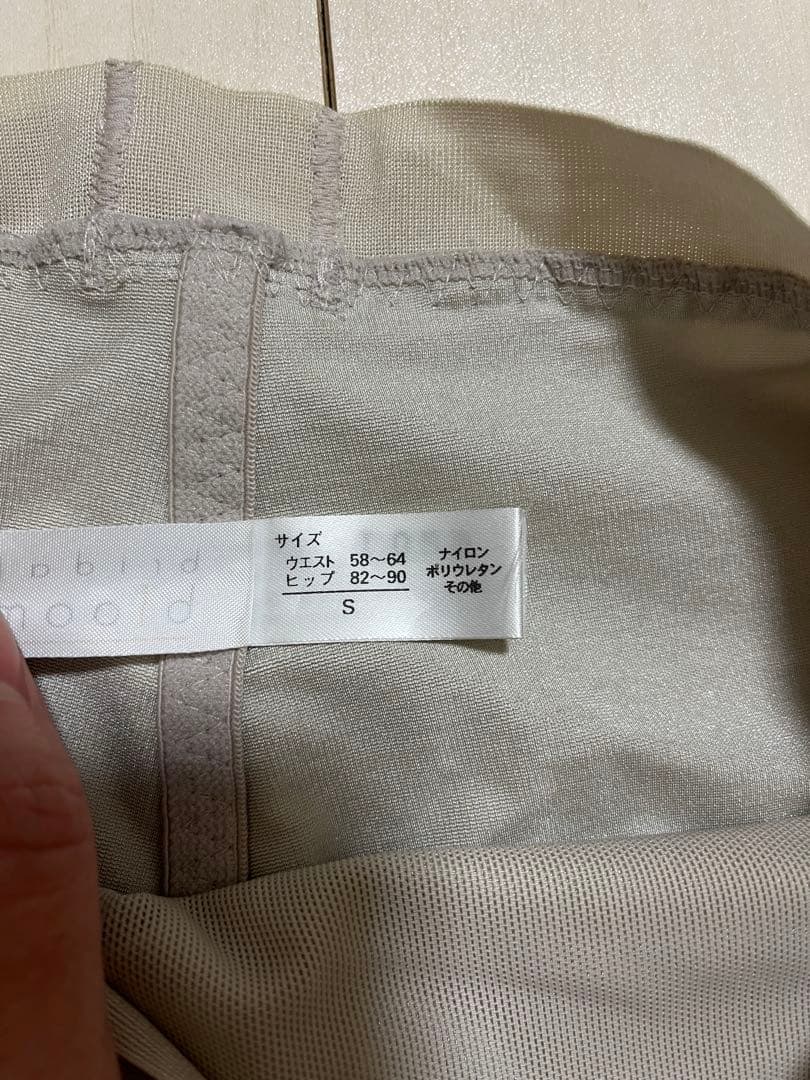 サイズ
ウエスト 58～64
ヒップ 82～90
S
ナイロン
ポリウレタン
その他